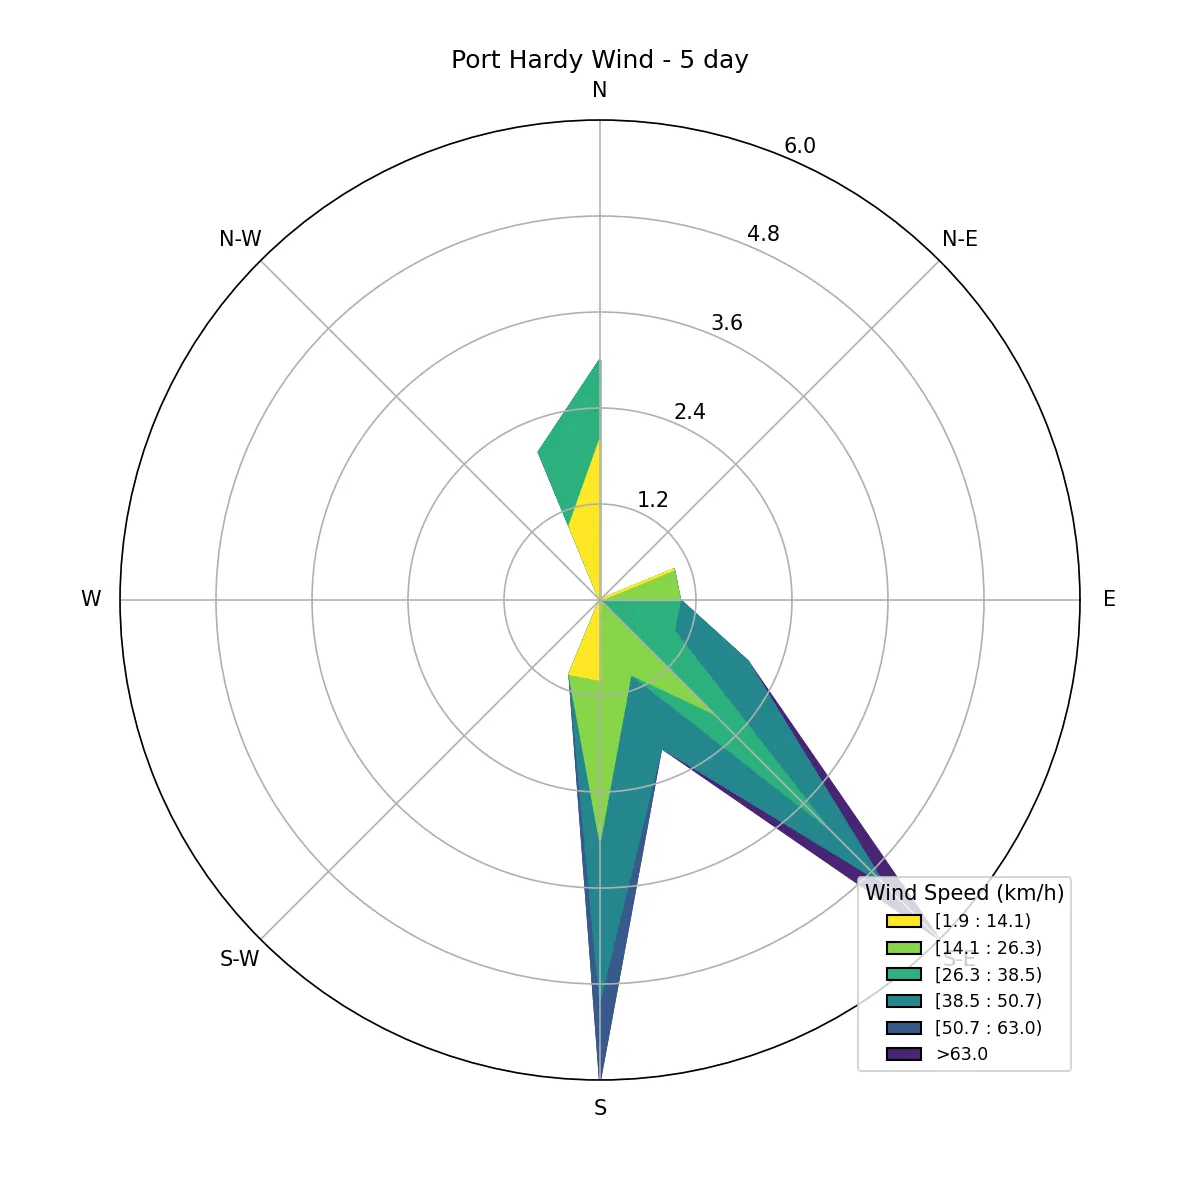 Port Hardy Wind - 5 day
N
6.0
N-W
N-E
4.8
3.6
2.4
1.2
W
E
S-W
S-E
S
Wind Speed (km/h)
[1.9 : 14.1)
[14.1 : 26.3)
[26.3 : 38.5)
[38.5 : 50.7)
[50.7 : 63.0)
>63.0